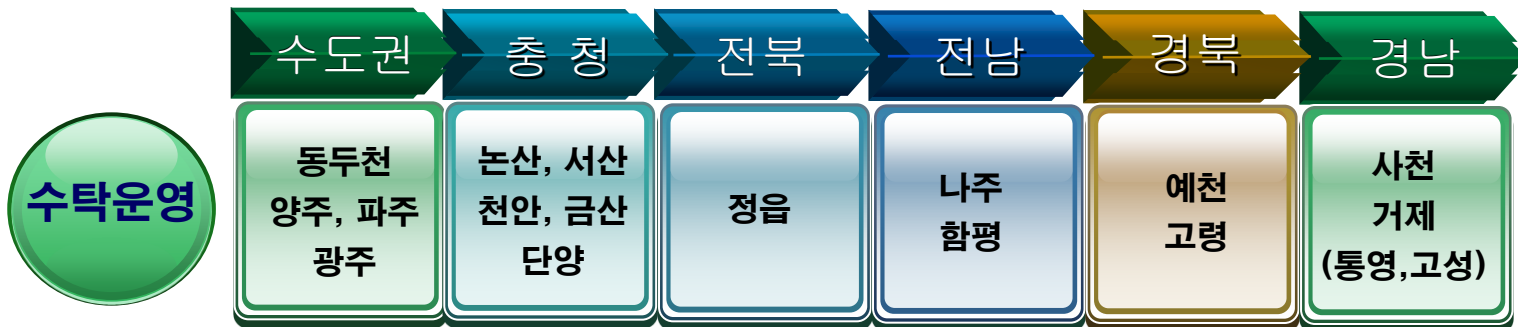 수도권
충 청
전북
전남
경북
경남
수탁운영
동두천
양주, 파주
광주
논산, 서산
천안, 금산
단양
정읍
나주
함평
예천
고령
사천
거제
(통영,고성)